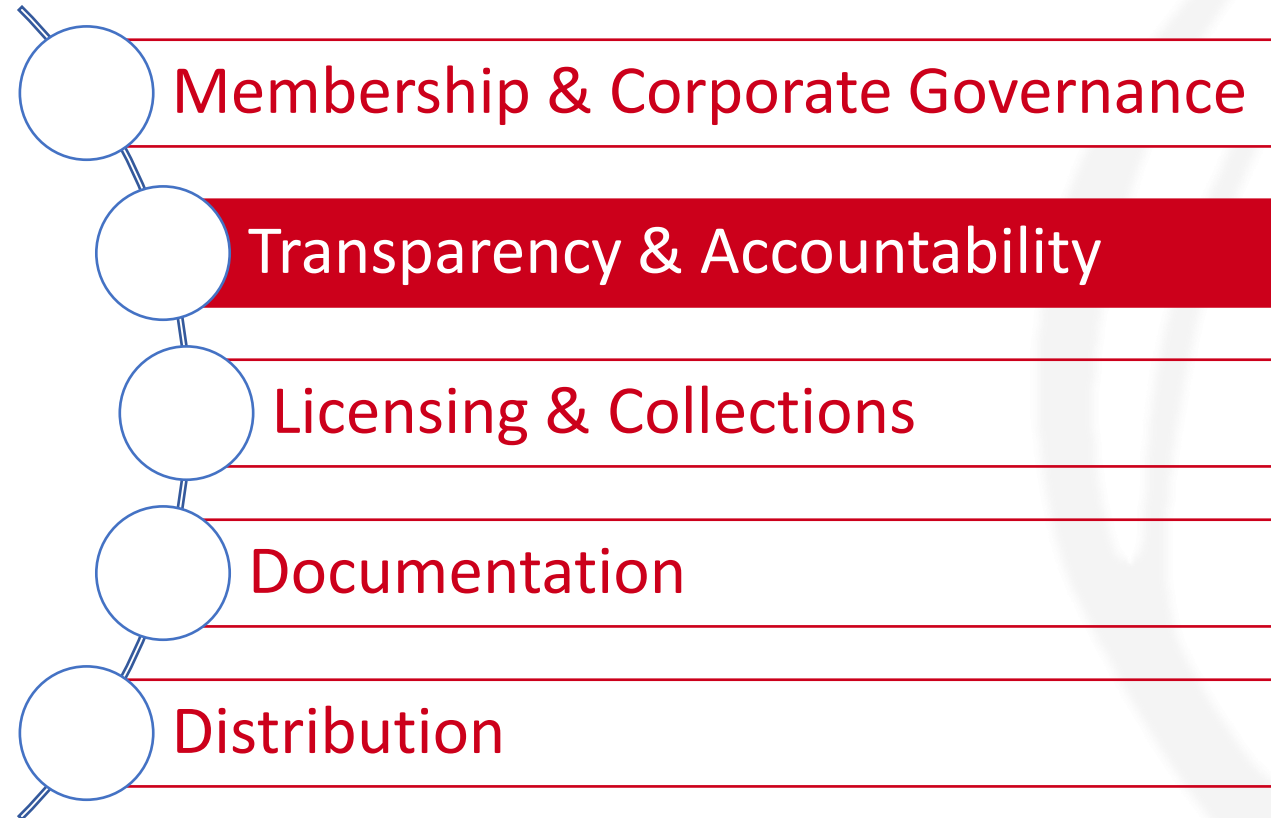 Membership & Corporate Governance
Transparency & Accountability
Licensing & Collections
Documentation
Distribution